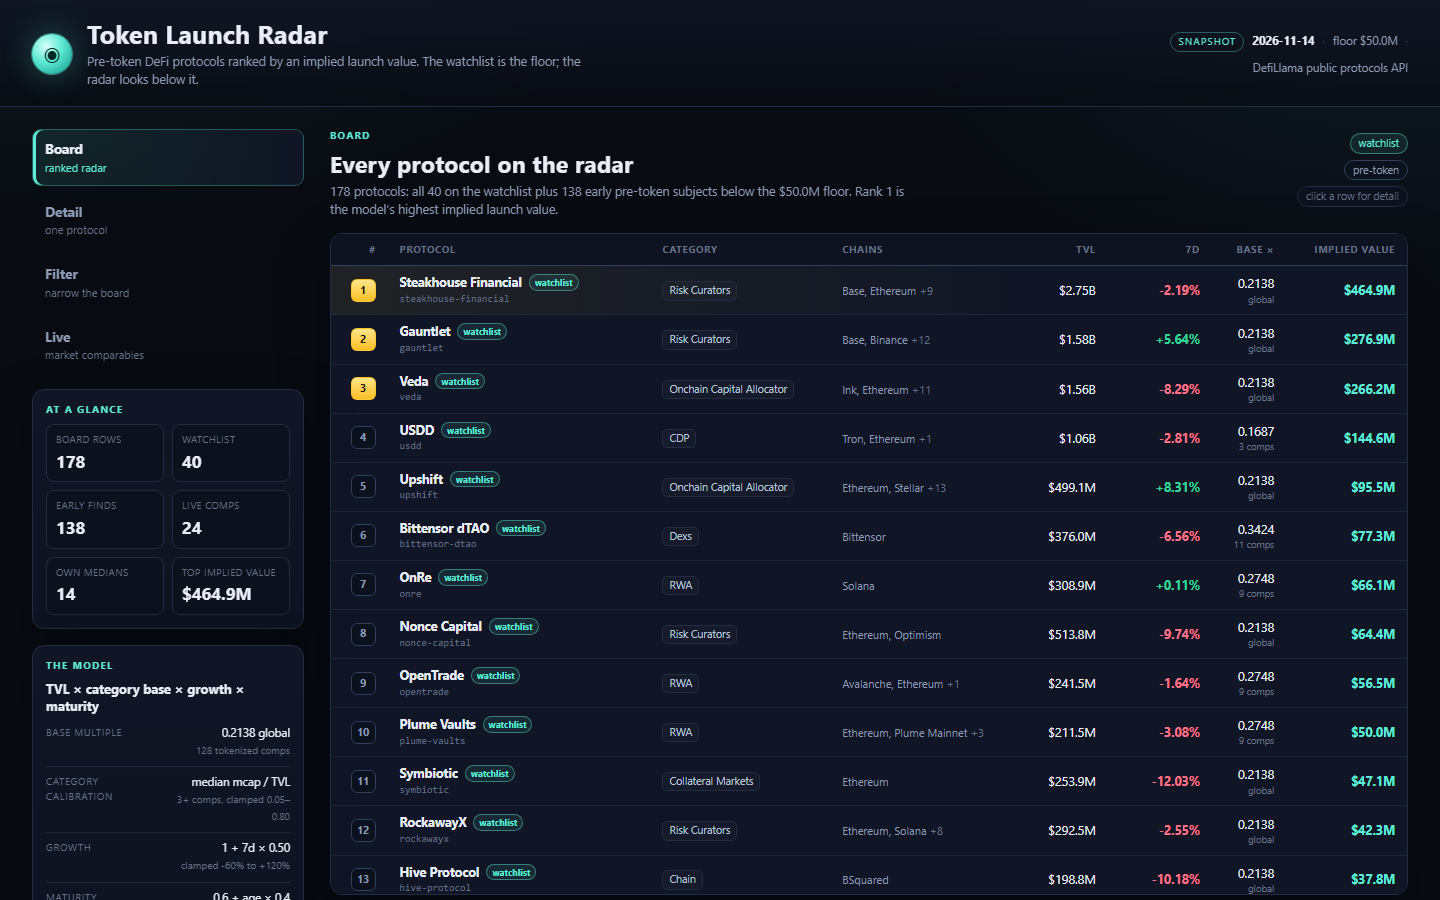 Token Launch Radar
Pre-token DeFi protocols ranked by an implied launch value. The watchlist is the floor; the
radar looks below it.
SNAPSHOT 2026-11-14 · floor $50.0M ·
DefiLlama public protocols API
Board
ranked radar
Detail
one protocol
Filter
narrow the board
Live
market comparables
AT A GLANCE
BOARD ROWS
178
WATCHLIST
40
EARLY FINDS
138
LIVE COMPS
24
OWN MEDIANS
14
TOP IMPLIED VALUE
$464.9M
THE MODEL
TVL × category base × growth ×
maturity
BASE MULTIPLE 0.2138 global
128 tokenized comps
CATEGORY CALIBRATION median mcap / TVL
3+ comps, clamped 0.05–
0.80
GROWTH 1 + 7d × 0.50
clamped -60% to +120%
MATURITY 0.6 + age × 0.4
BOARD
Every protocol on the radar
178 protocols: all 40 on the watchlist plus 138 early pre-token subjects below the $50.0M floor. Rank 1 is
the model's highest implied launch value.
watchlist
pre-token
click a row for detail
# PROTOCOL CATEGORY CHAINS TVL 7D BASE × IMPLIED VALUE
1 Steakhouse Financial watchlist Risk Curators Base, Ethereum +9 $2.75B -2.19% 0.2138 $464.9M
steakhouse-financial global
2 Gauntlet watchlist Risk Curators Base, Binance +12 $1.58B +5.64% 0.2138 $276.9M
gauntlet global
3 Veda watchlist Onchain Capital Allocator Ink, Ethereum +11 $1.56B -8.29% 0.2138 $266.2M
veda global
4 USDD watchlist CDP Tron, Ethereum +1 $1.06B -2.81% 0.1687 $144.6M
usdd 3 comps
5 Upshift watchlist Onchain Capital Allocator Ethereum, Stellar +13 $499.1M +8.31% 0.2138 $95.5M
upshift global
6 Bittensor dTAO watchlist Dexs Bittensor $376.0M -6.56% 0.3424 $77.3M
bittensor-dtao 11 comps
7 OnRe watchlist RWA Solana $308.9M +0.11% 0.2748 $66.1M
onre 9 comps
8 Nonce Capital watchlist Risk Curators Ethereum, Optimism $513.8M -9.74% 0.2138 $64.4M
nonce-capital global
9 OpenTrade watchlist RWA Avalanche, Ethereum +1 $241.5M -1.64% 0.2748 $56.5M
opentrade 9 comps
10 Plume Vaults watchlist RWA Ethereum, Plume Mainnet +3 $211.5M -3.08% 0.2748 $50.0M
plume-vaults 9 comps
11 Symbiotic watchlist Collateral Markets Ethereum $253.9M -12.03% 0.2138 $47.1M
symbiotic global
12 RockawayX watchlist Risk Curators Ethereum, Solana +8 $292.5M -2.55% 0.2138 $42.3M
rockawayx global
13 Hive Protocol watchlist Chain BSquared $198.8M -10.18% 0.2138 $37.8M
hive-protocol global